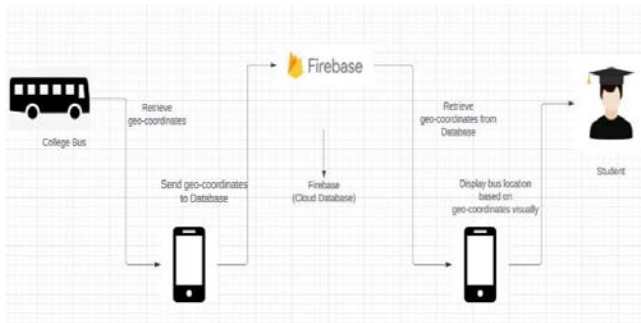 Firebase
Retrieve
geo-coordinates
College Bus
Retrieve
geo-coordinates from
Database
Student
Send geo-coordinates
to Database
Firebase
(Cloud Database)
Display bus location
based on
geo-coordinates visually